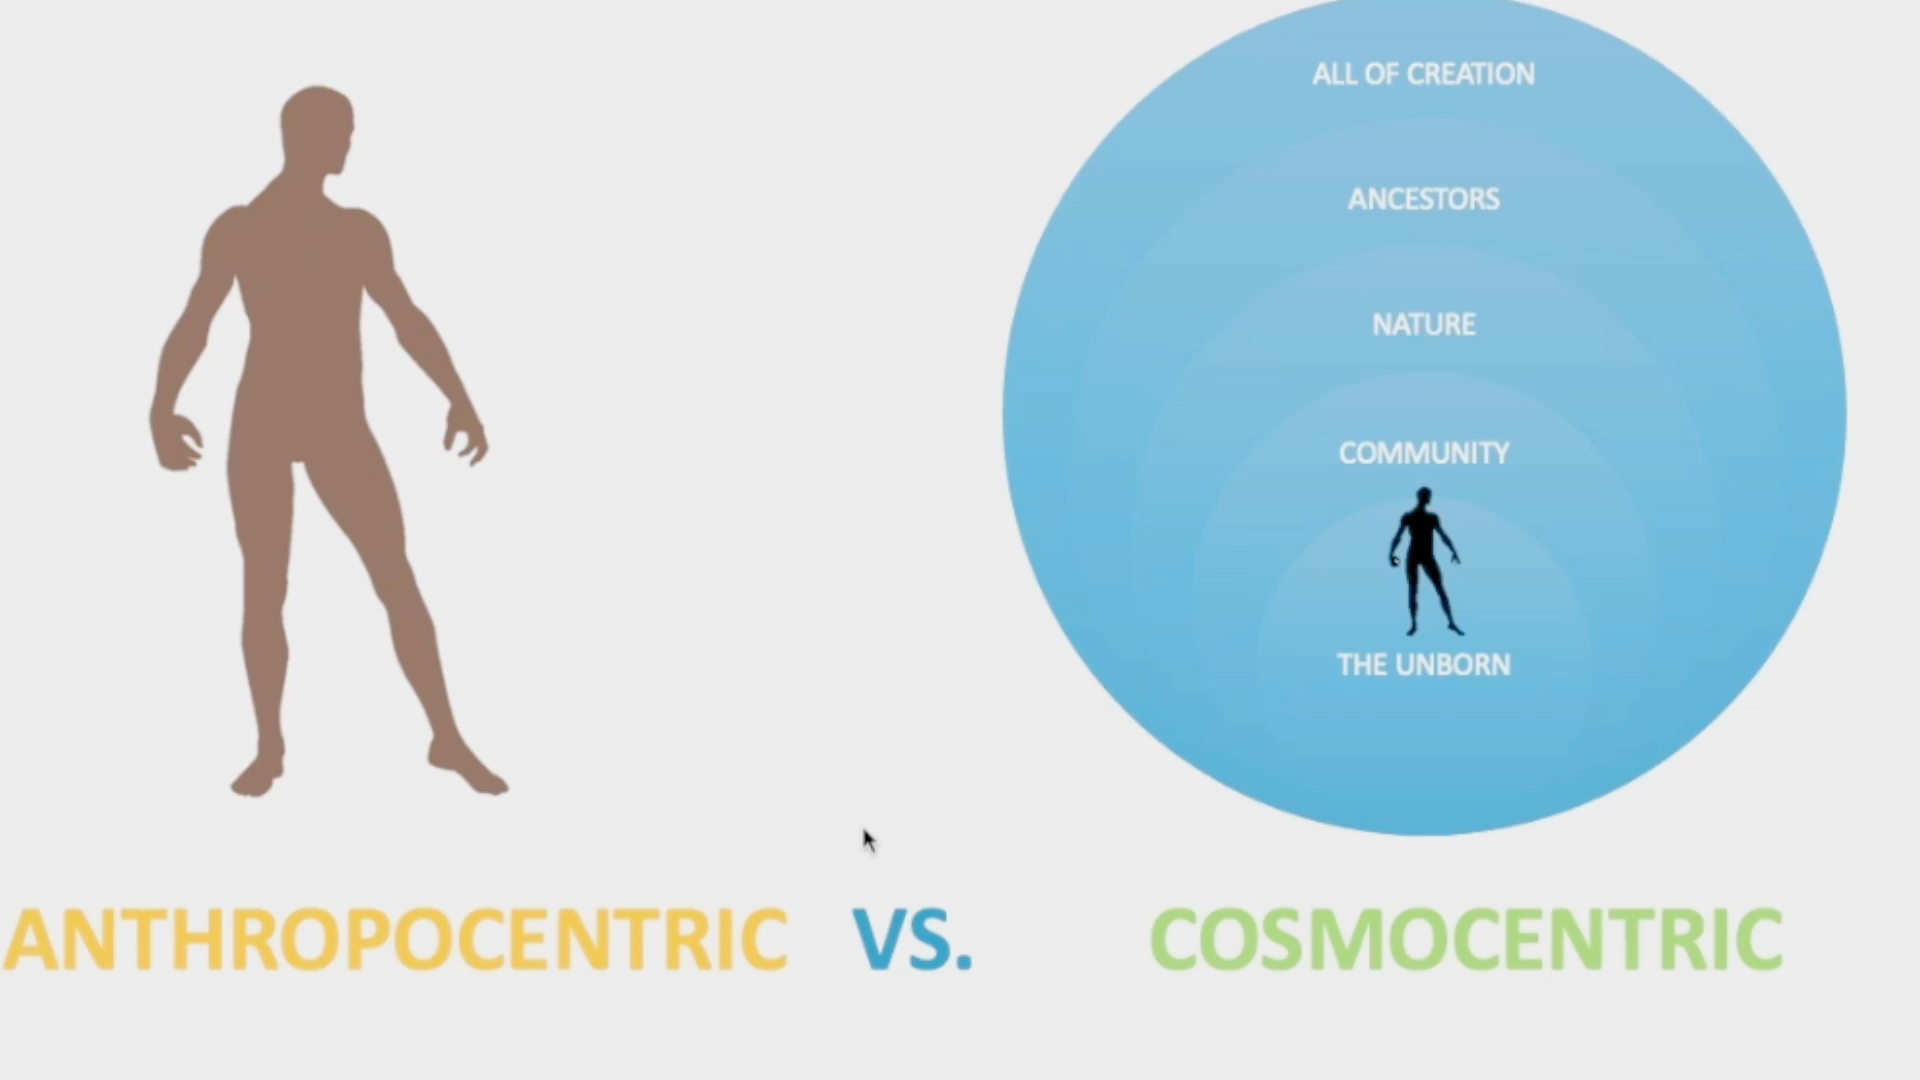 ALL OF CREATION
ANCESTORS
NATURE
COMMUNITY
THE UNBORN
ANTHROPOCENTRIC VS. COSMOCENTRIC